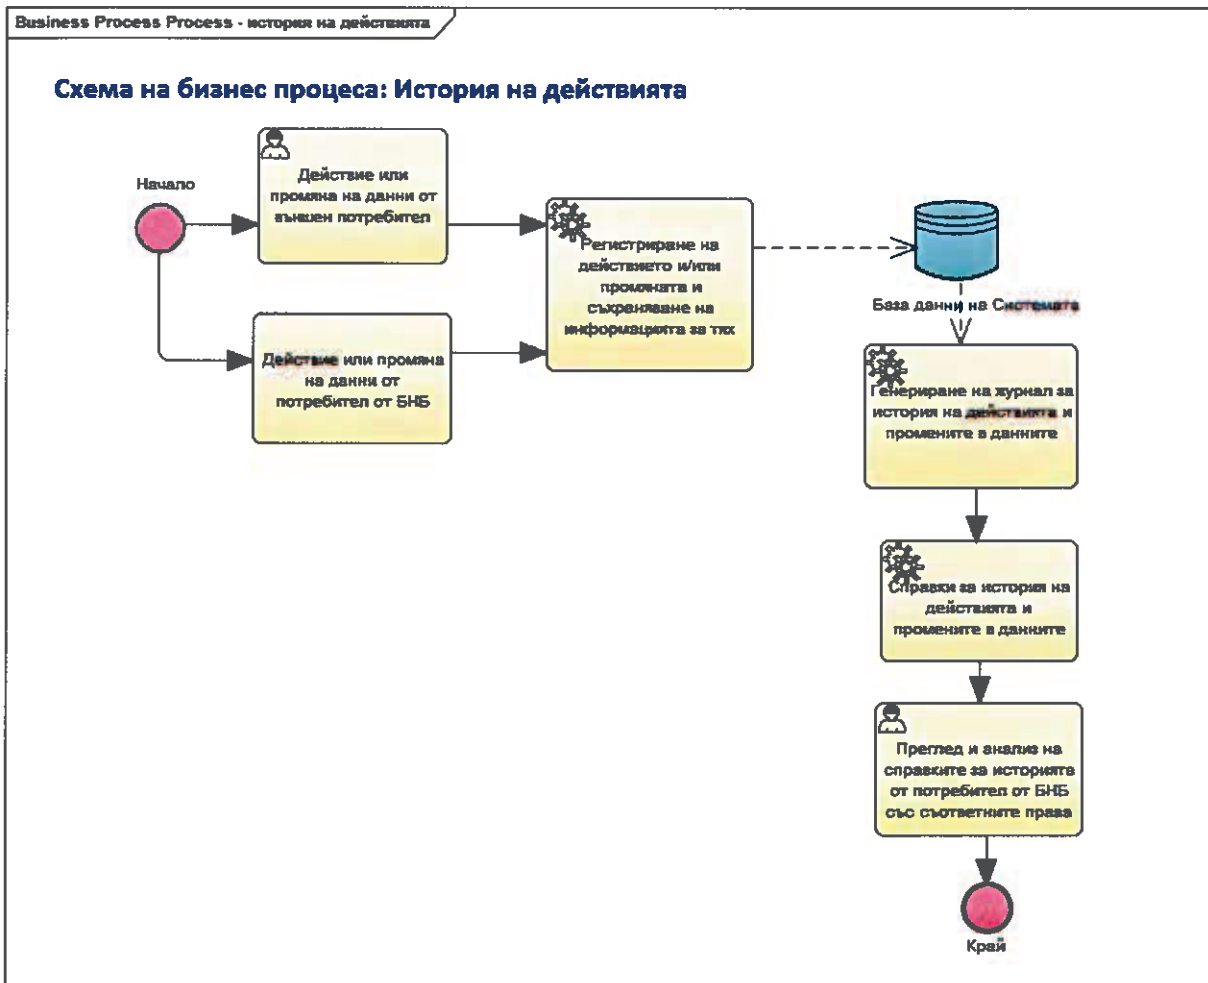 Business Process Process - история на действията
Схема на бизнес процеса: История на действията
Начало
Действие или
промяна на данни от
външен потребител
Действие или промяна
на данни от
потребител от БНБ
Регистриране на
действието и/или
промяната и
съхраняване на
информацията за тях
База данни на Системата
Генериране на журнал за
история на действията и
промените в данните
Справки за история на
действията и
промените в данните
Преглед и анализ на
справките за историята
от потребител от БНБ
със съответните права
Край